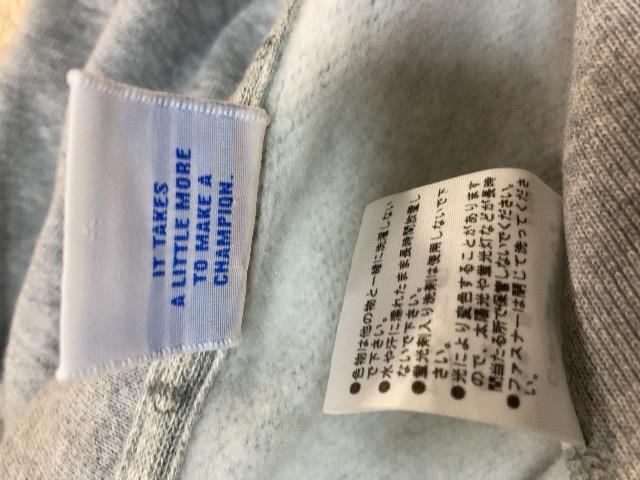 IT TAKES
A LITTLE MORE
TO MAKE A
CHAMPION.
●色物は他の物と一緒に洗濯しない
で下さい。
●水や汗に濡れたまま長時間放置し
ないで下さい。
●蛍光剤入り洗剤は使用しないで下
さい。
●光により変色することがあります
ので、太陽光や蛍光灯などが長時
間当たる所で保管しないでください。
●ファスナーは閉じて洗ってくださ
い。